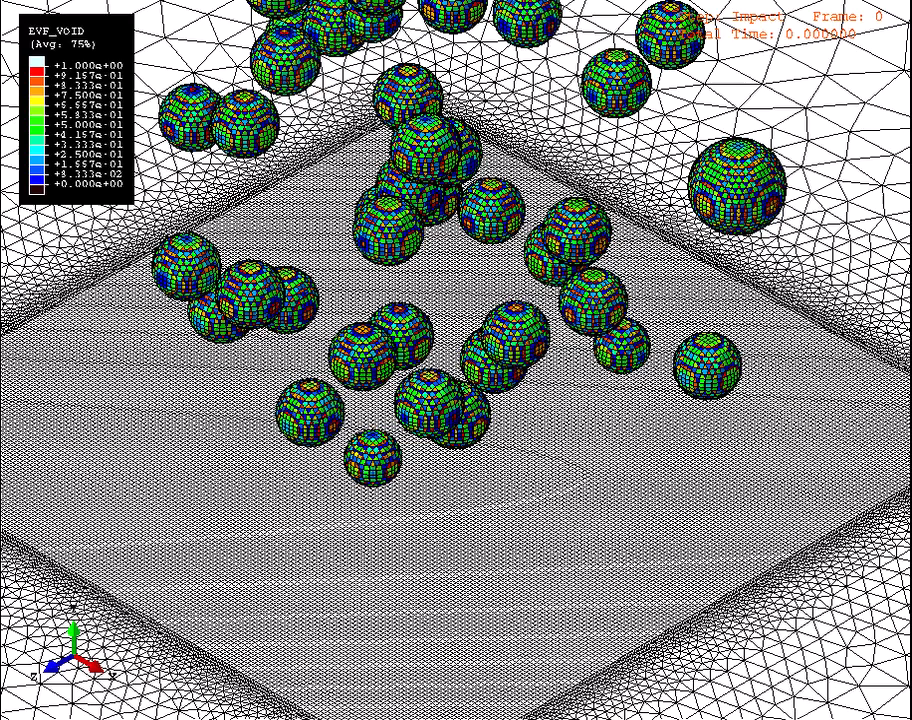 EVF_VOID
(Avg: 75%)
+1.000e+00
+9.167e-01
+8.333e-01
+7.500e-01
+6.667e-01
+5.833e-01
+5.000e-01
+4.167e-01
+3.333e-01
+2.500e-01
+1.667e-01
+8.333e-02
+0.000e+00
Step: Impact Frame: 0
Total Time: 0.000000
Z